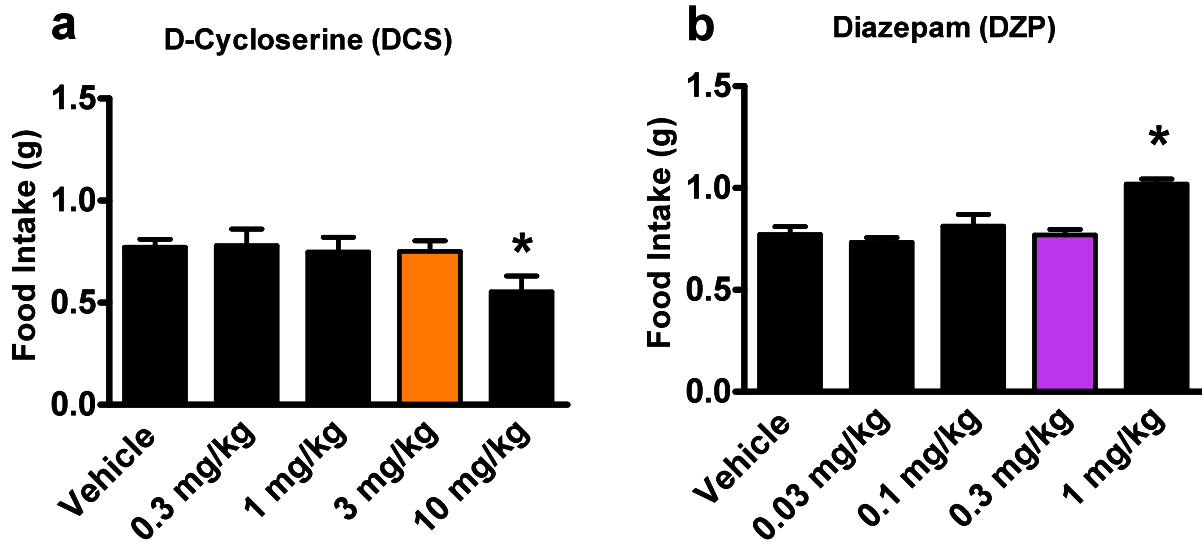 a
D-Cycloserine (DCS)
Food Intake (g)
1.5
1.0
0.5
0.0
*
Vehicle
0.3 mg/kg
1 mg/kg
3 mg/kg
10 mg/kg
b
Diazepam (DZP)
Food Intake (g)
1.5
1.0
0.5
0.0
*
Vehicle
0.03 mg/kg
0.1 mg/kg
0.3 mg/kg
1 mg/kg